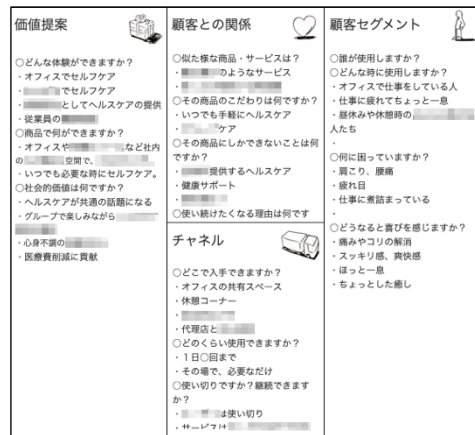 価値提案
○どんな体験ができますか？
・オフィスでセルフケア
・ でセルフケア
・ としてヘルスケアの提供
・従業員の
○商品で何ができますか？
・オフィスや など社内
の 空間で、
・いつでも必要な時にセルフケア。
○社会的価値は何ですか？
・ヘルスケアが共通の話題になる
・グループで楽しみながら
・心身不調の
・医療費削減に貢献
顧客との関係
○似た様な商品・サービスは？
・ のようなサービス
・
○その商品のこだわりは何ですか？
・いつでも手軽にヘルスケア
・ ケア
○その商品にしかできないことは何
ですか？
・ 提供するヘルスケア
・健康サポート
・
○使い続けたくなる理由は何です
チャネル
○どこで入手できますか？
・オフィスの共有スペース
・休憩コーナー
・
・代理店と
○どのくらい使用できますか？
・１日○回まで
・その場で、必要なだけ
○使い切りですか？継続できます
か？
・ は使い切り
・サービスは
顧客セグメント
○誰が使用しますか？
○どんな時に使用しますか？
・オフィスで仕事をしている人
・仕事に疲れてちょっと一息
・昼休みや休憩時の
人たち
・
○何に困っていますか？
・肩こり、腰痛
・疲れ目
・仕事に煮詰まっている
・
○どうなると喜びを感じますか？
・痛みやコリの解消
・スッキリ感、爽快感
・ほっと一息
・ちょっとした癒し